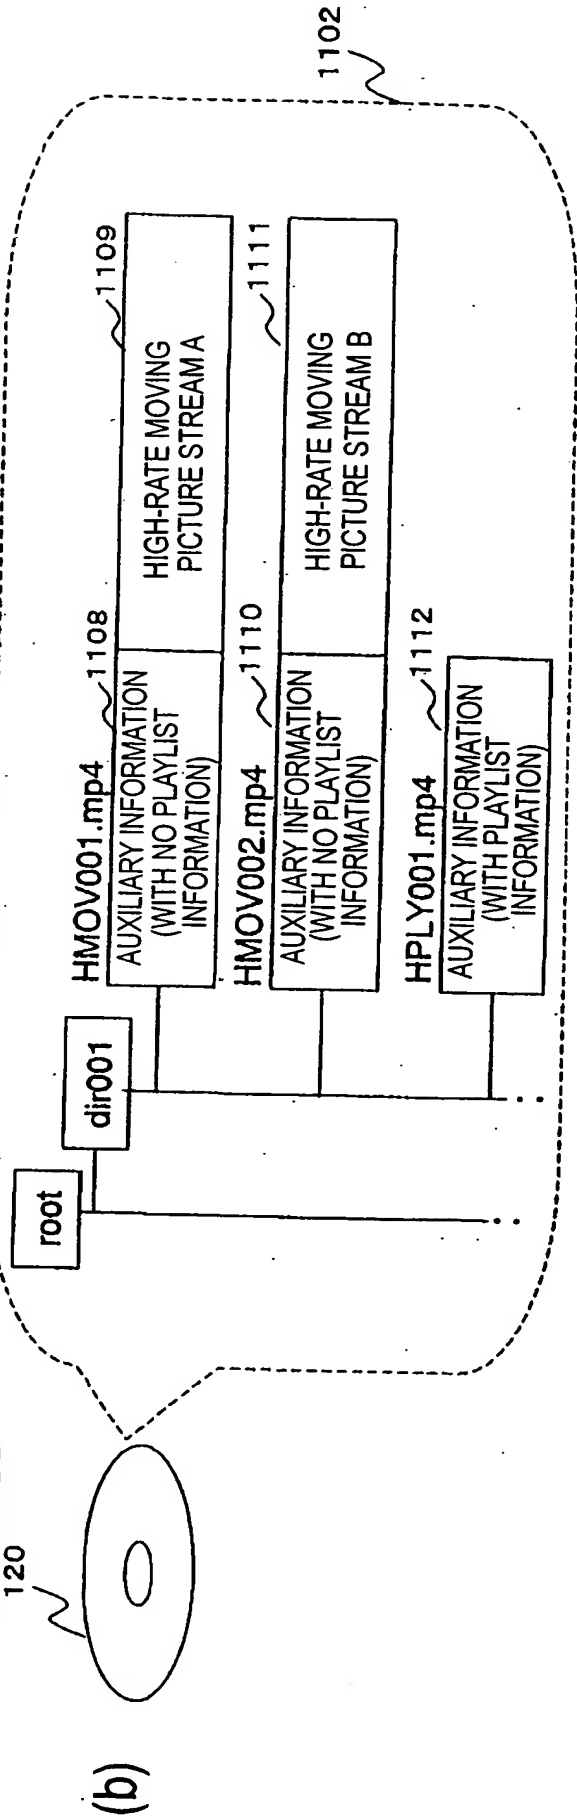 (b)
120
1102
root
dir001
HMOV001.mp4
1108
1109
AUXILIARY INFORMATION
(WITH NO PLAYLIST
INFORMATION)
HIGH-RATE MOVING
PICTURE STREAM A
HMOV002.mp4
1110
1111
AUXILIARY INFORMATION
(WITH NO PLAYLIST
INFORMATION)
HIGH-RATE MOVING
PICTURE STREAM B
HPLY001.mp4
1112
AUXILIARY INFORMATION
(WITH PLAYLIST
INFORMATION)